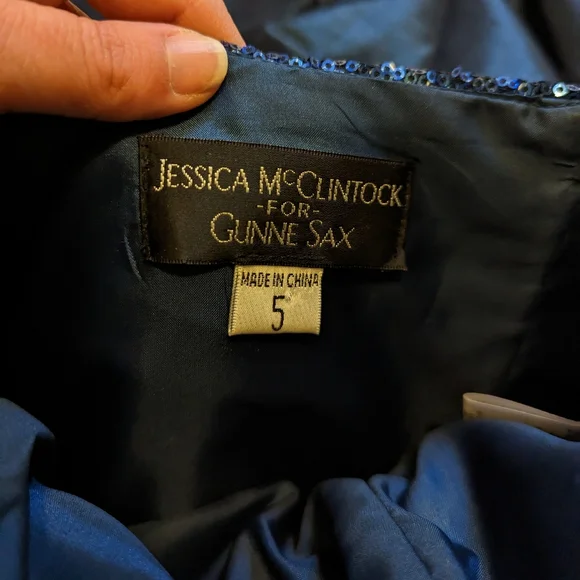 JESSICA MCCLINTOCK
-FOR-
GUNNE SAX
MADE IN CHINA
5